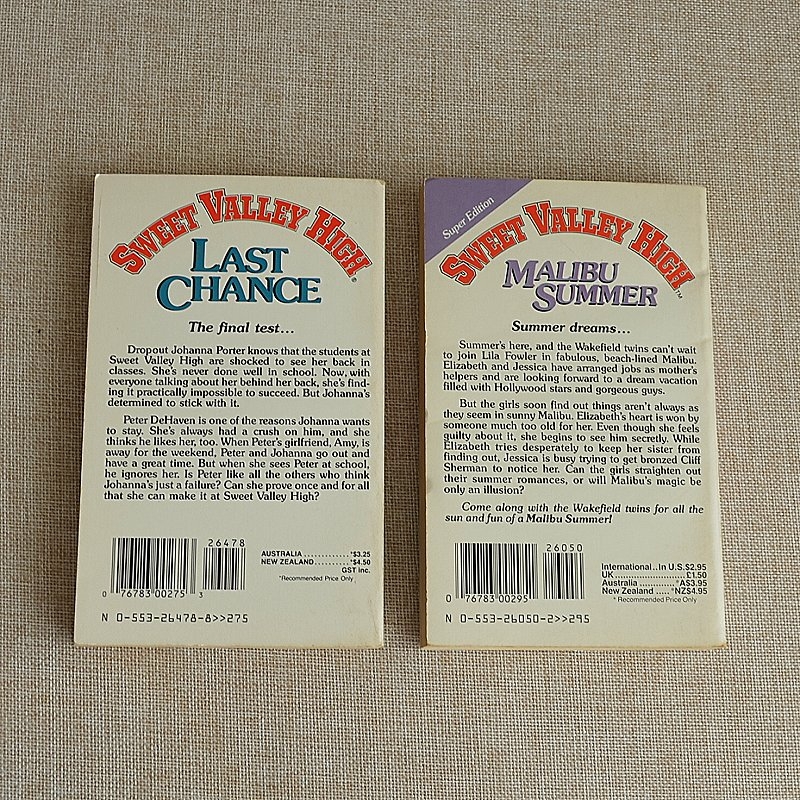 SWEET VALLEY HIGH®
LAST
CHANCE
The final test...
Dropout Johanna Porter knows that the students at
Sweet Valley High are shocked to see her back in
classes. She's never done well in school. Now, with
everyone talking about her behind her back, she's find-
ing it practically impossible to succeed. But Johanna's
determined to stick with it.
Peter DeHaven is one of the reasons Johanna wants
to stay. She's always had a crush on him, and she
thinks he likes her, too. When Peter's girlfriend, Amy, is
away for the weekend, Peter and Johanna go out and
have a great time. But when she sees Peter at school,
he ignores her. Is Peter like all the others who think
Johanna's just a failure? Can she prove once and for all
that she can make it at Sweet Valley High?
26478
AUSTRALIA ............. *$3.25
NEW ZEALAND .......... *$4.50
GST inc.
*Recommended Price Only
0 76783 00275 3
N 0-553-26478-8>>275
Super Edition
SWEET VALLEY HIGH™
MALIBU
SUMMER
Summer dreams...
Summer's here, and the Wakefield twins can't wait
to join Lila Fowler in fabulous, beach-lined Malibu.
Elizabeth and Jessica have arranged jobs as mother's
helpers and are looking forward to a dream vacation
filled with Hollywood stars and gorgeous guys.
But the girls soon find out things aren't always as
they seem in sunny Malibu. Elizabeth's heart is won by
someone much too old for her. Even though she feels
guilty about it, she begins to see him secretly. While
Elizabeth tries desperately to keep her sister from
finding out, Jessica is busy trying to get bronzed Cliff
Sherman to notice her. Can the girls straighten out
their summer romances, or will Malibu's magic be
only an illusion?
Come along with the Wakefield twins for all the
sun and fun of a Malibu Summer!
26050
International..In U.S.$2.95
UK ..................... £1.50
Australia ........... *A$3.95
New Zealand .... *NZ$4.95
* Recommended Price Only
0 76783 00295
N 0-553-26050-2>>295